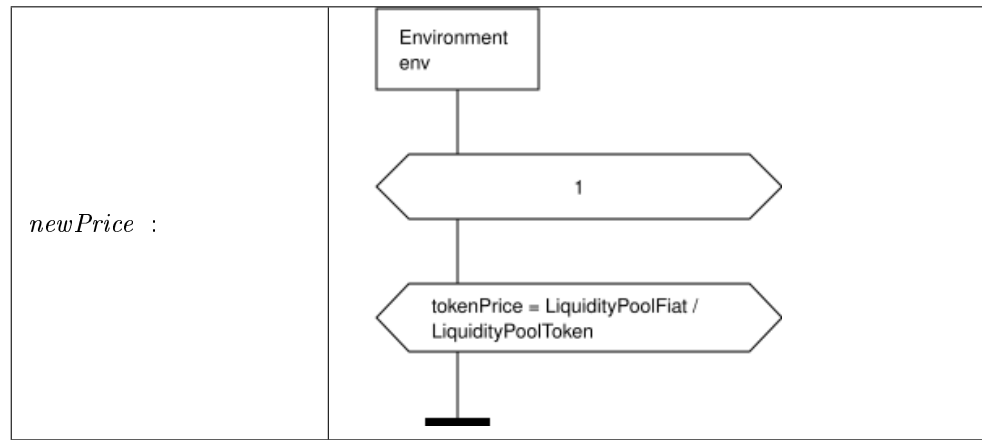 newPrice :
Environment
env
1
tokenPrice = LiquidityPoolFiat /
LiquidityPoolToken